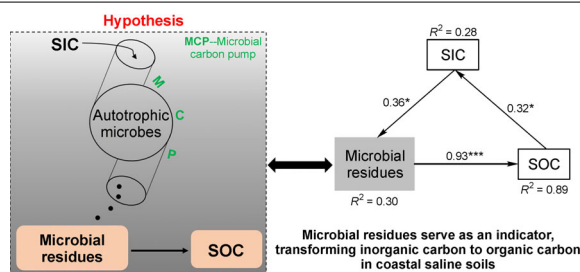 Hypothesis
MCP--Microbial
carbon pump
SIC
M
Autotrophic
microbes
C
P
Microbial
residues
SOC
R² = 0.28
SIC
0.36*
0.32*
Microbial
residues
0.93***
SOC
R² = 0.30
R² = 0.89
Microbial residues serve as an indicator,
transforming inorganic carbon to organic carbon
in coastal saline soils